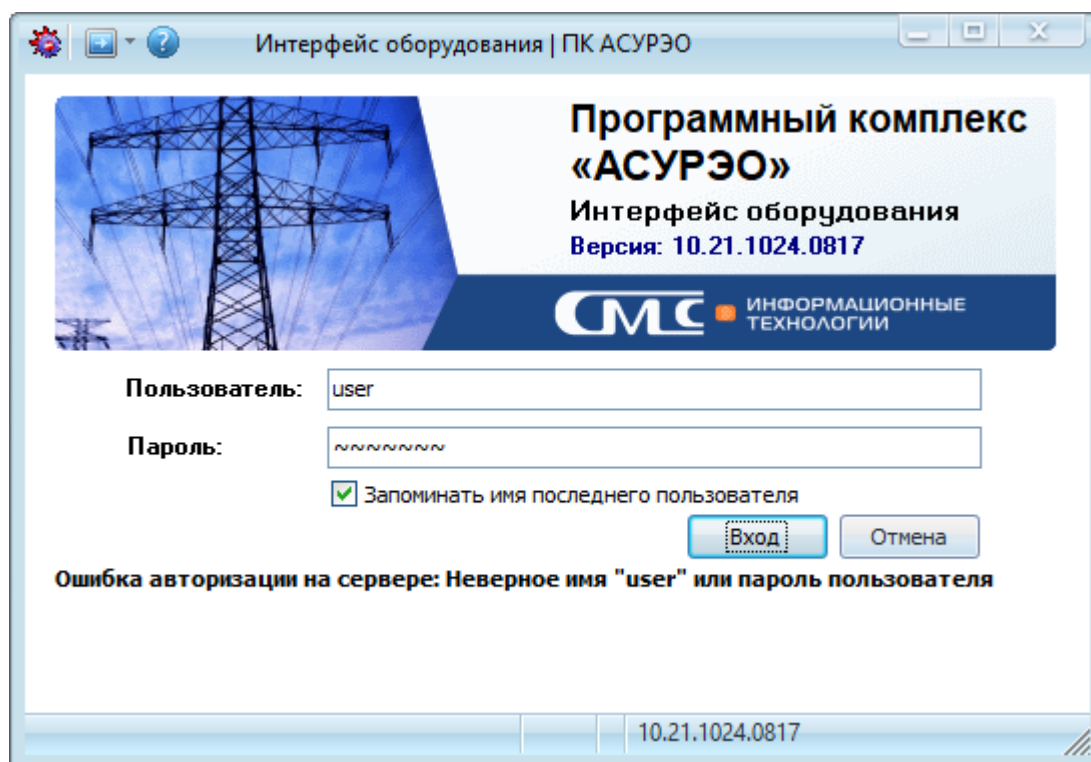 Интерфейс оборудования | ПК АСУРЭО
Программный комплекс
«АСУРЭО»
Интерфейс оборудования
Версия: 10.21.1024.0817
СМС
ИНФОРМАЦИОННЫЕ
ТЕХНОЛОГИИ
Пользователь:
user
Пароль:
~~~~~~~
Запоминать имя последнего пользователя
Вход
Отмена
Ошибка авторизации на сервере: Неверное имя "user" или пароль пользователя
10.21.1024.0817